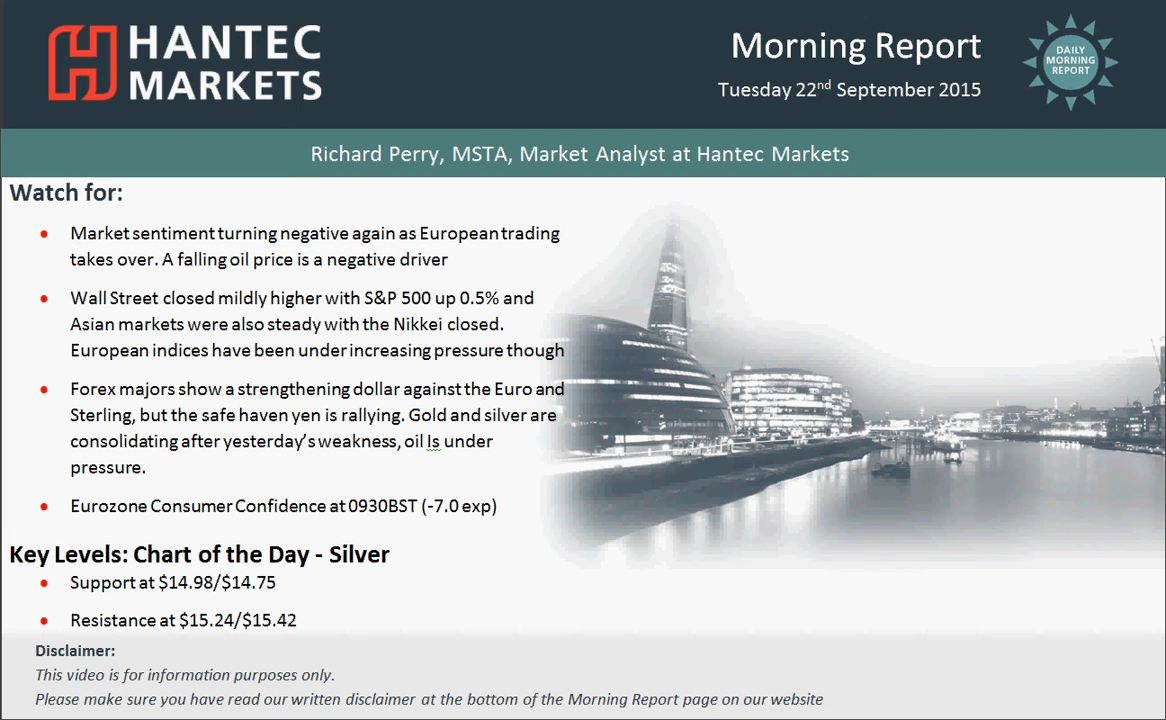 HANTEC
MARKETS
Morning Report
Tuesday 22nd September 2015
DAILY
MORNING
REPORT
Richard Perry, MSTA, Market Analyst at Hantec Markets
Watch for:
Market sentiment turning negative again as European trading
takes over. A falling oil price is a negative driver
Wall Street closed mildly higher with S&P 500 up 0.5% and
Asian markets were also steady with the Nikkei closed.
European indices have been under increasing pressure though
Forex majors show a strengthening dollar against the Euro and
Sterling, but the safe haven yen is rallying. Gold and silver are
consolidating after yesterday's weakness, oil Is under
pressure.
Eurozone Consumer Confidence at 0930BST (-7.0 exp)
Key Levels: Chart of the Day - Silver
Support at $14.98/$14.75
Resistance at $15.24/$15.42
Disclaimer:
This video is for information purposes only.
Please make sure you have read our written disclaimer at the bottom of the Morning Report page on our website